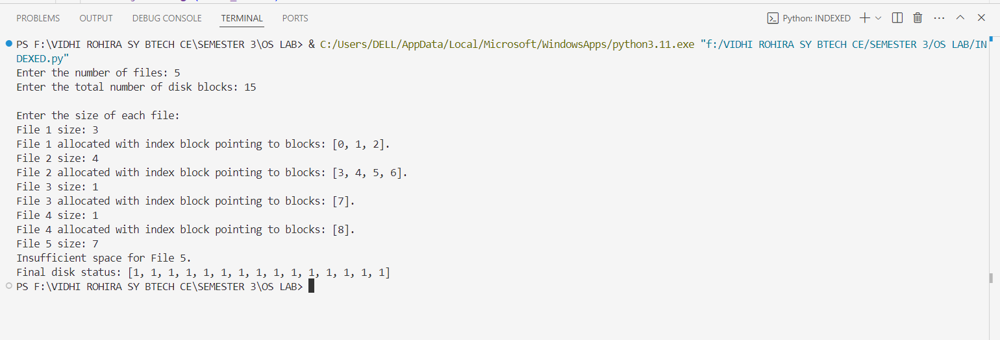 PROBLEMS OUTPUT DEBUG CONSOLE TERMINAL PORTS Python: INDEXED
PS F:\VIDHI ROHIRA SY BTECH CE\SEMESTER 3\OS LAB> & C:/Users/DELL/AppData/Local/Microsoft/WindowsApps/python3.11.exe "f:/VIDHI ROHIRA SY BTECH CE/SEMESTER 3/OS LAB/IN
DEXED.py"
Enter the number of files: 5
Enter the total number of disk blocks: 15
Enter the size of each file:
File 1 size: 3
File 1 allocated with index block pointing to blocks: [0, 1, 2].
File 2 size: 4
File 2 allocated with index block pointing to blocks: [3, 4, 5, 6].
File 3 size: 1
File 3 allocated with index block pointing to blocks: [7].
File 4 size: 1
File 4 allocated with index block pointing to blocks: [8].
File 5 size: 7
Insufficient space for File 5.
Final disk status: [1, 1, 1, 1, 1, 1, 1, 1, 1, 1, 1, 1, 1, 1, 1]
PS F:\VIDHI ROHIRA SY BTECH CE\SEMESTER 3\OS LAB>